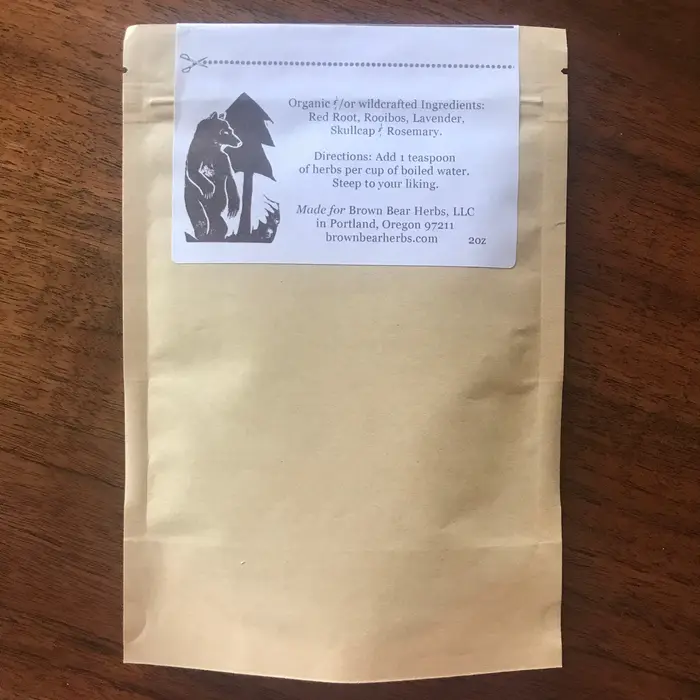 Organic &/or wildcrafted Ingredients:
Red Root, Rooibos, Lavender,
Skullcap & Rosemary.
Directions: Add 1 teaspoon
of herbs per cup of boiled water.
Steep to your liking.
Made for Brown Bear Herbs, LLC
in Portland, Oregon 97211
brownbearherbs.com 2oz